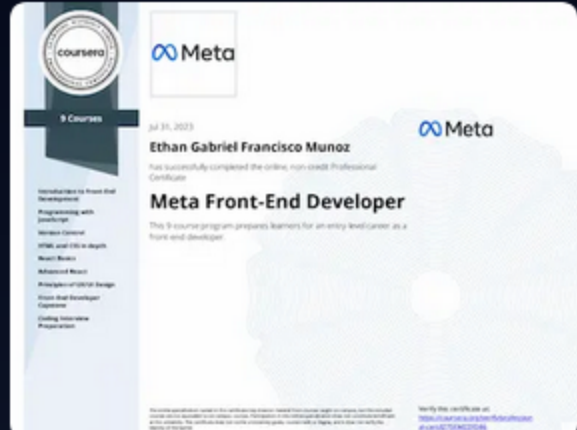 coursera
9 Courses
Introduction to Front-End
Development
Programming with
JavaScript
Version Control
HTML and CSS in depth
React Basics
Advanced React
Principles of UX/UI Design
Front-End Developer
Capstone
Coding Interview
Preparation
Meta
Jul 31, 2023
Ethan Gabriel Francisco Munoz
has successfully completed the online, non-credit Professional
Certificate
Meta Front-End Developer
This 9-course program prepares learners for an entry-level career as a
front-end developer.
Meta
Verify this certificate at: